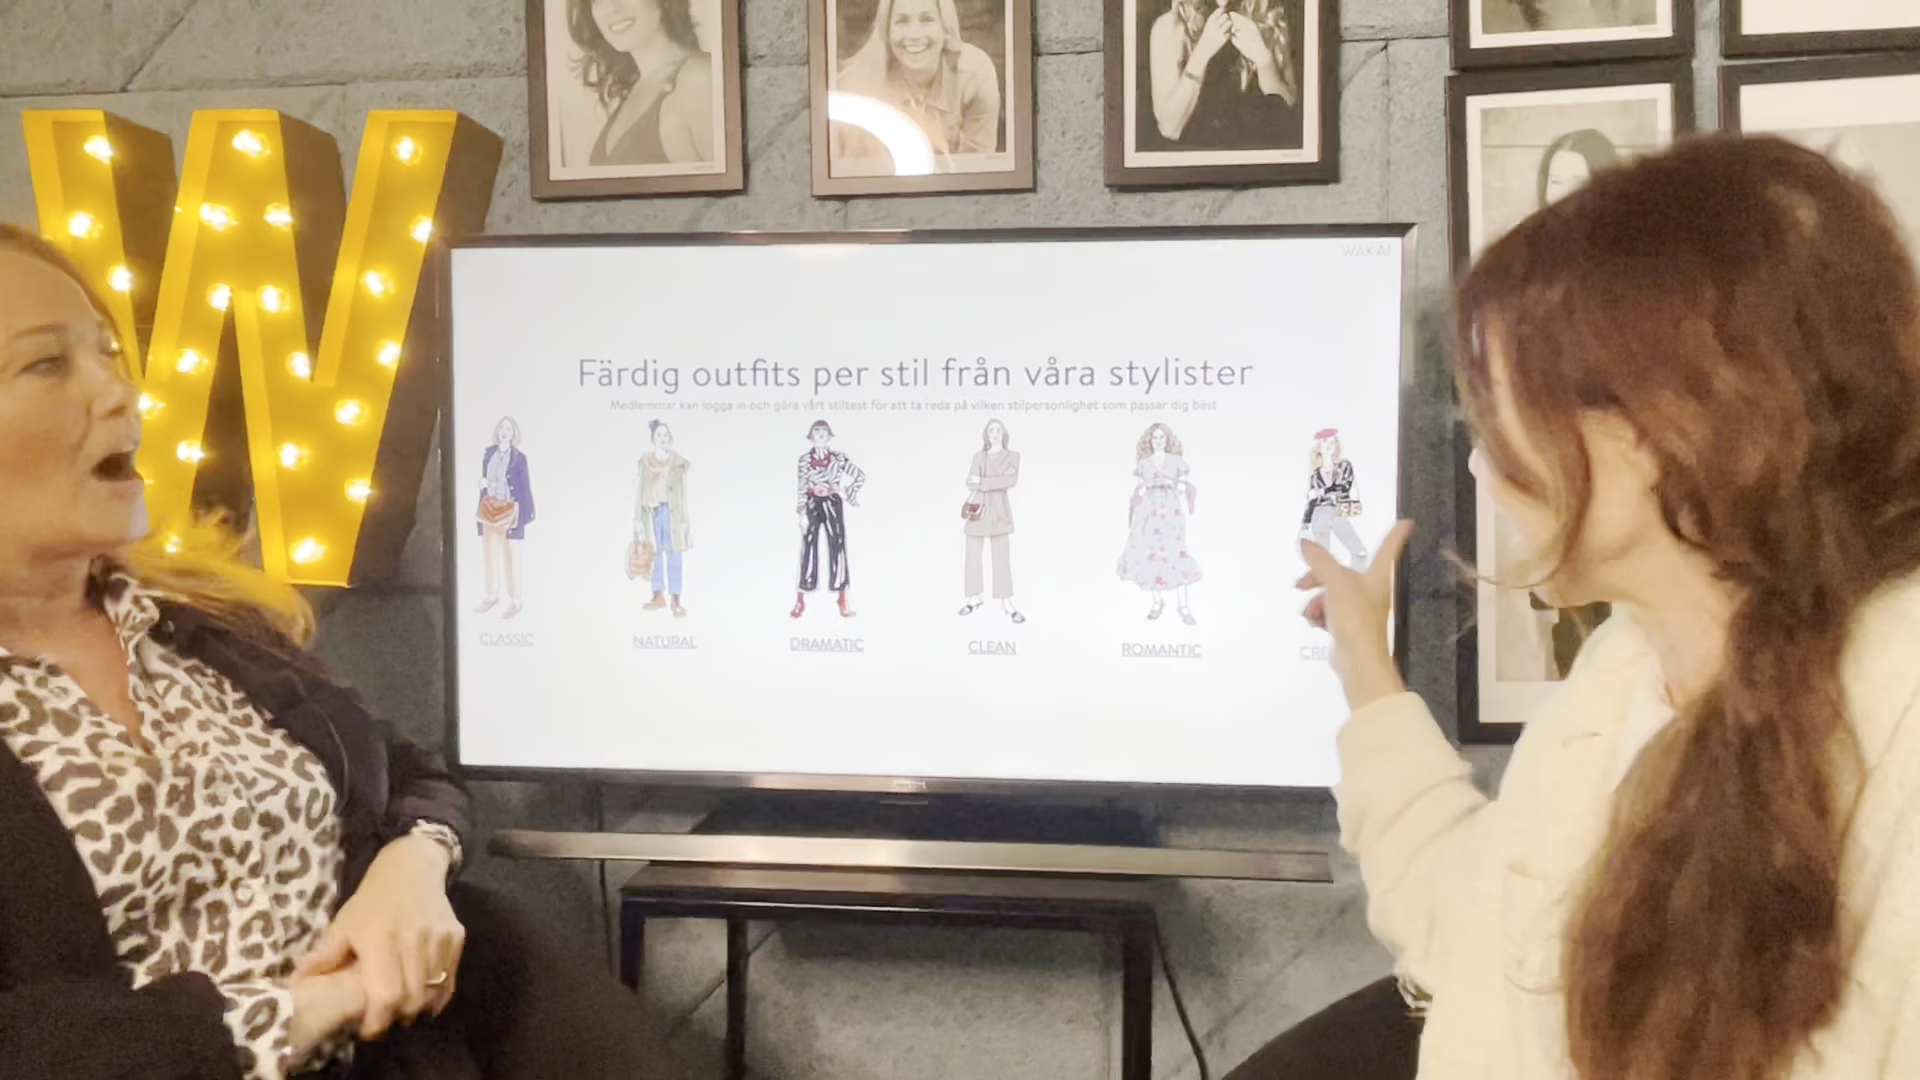 W
WAKAI
Färdig outfits per stil från våra stylister
Medlemmar kan logga in och göra vårt stiltest för att ta reda på vilken stilpersonlighet som passar dig bäst
CLASSIC NATURAL DRAMATIC CLEAN ROMANTIC CRE